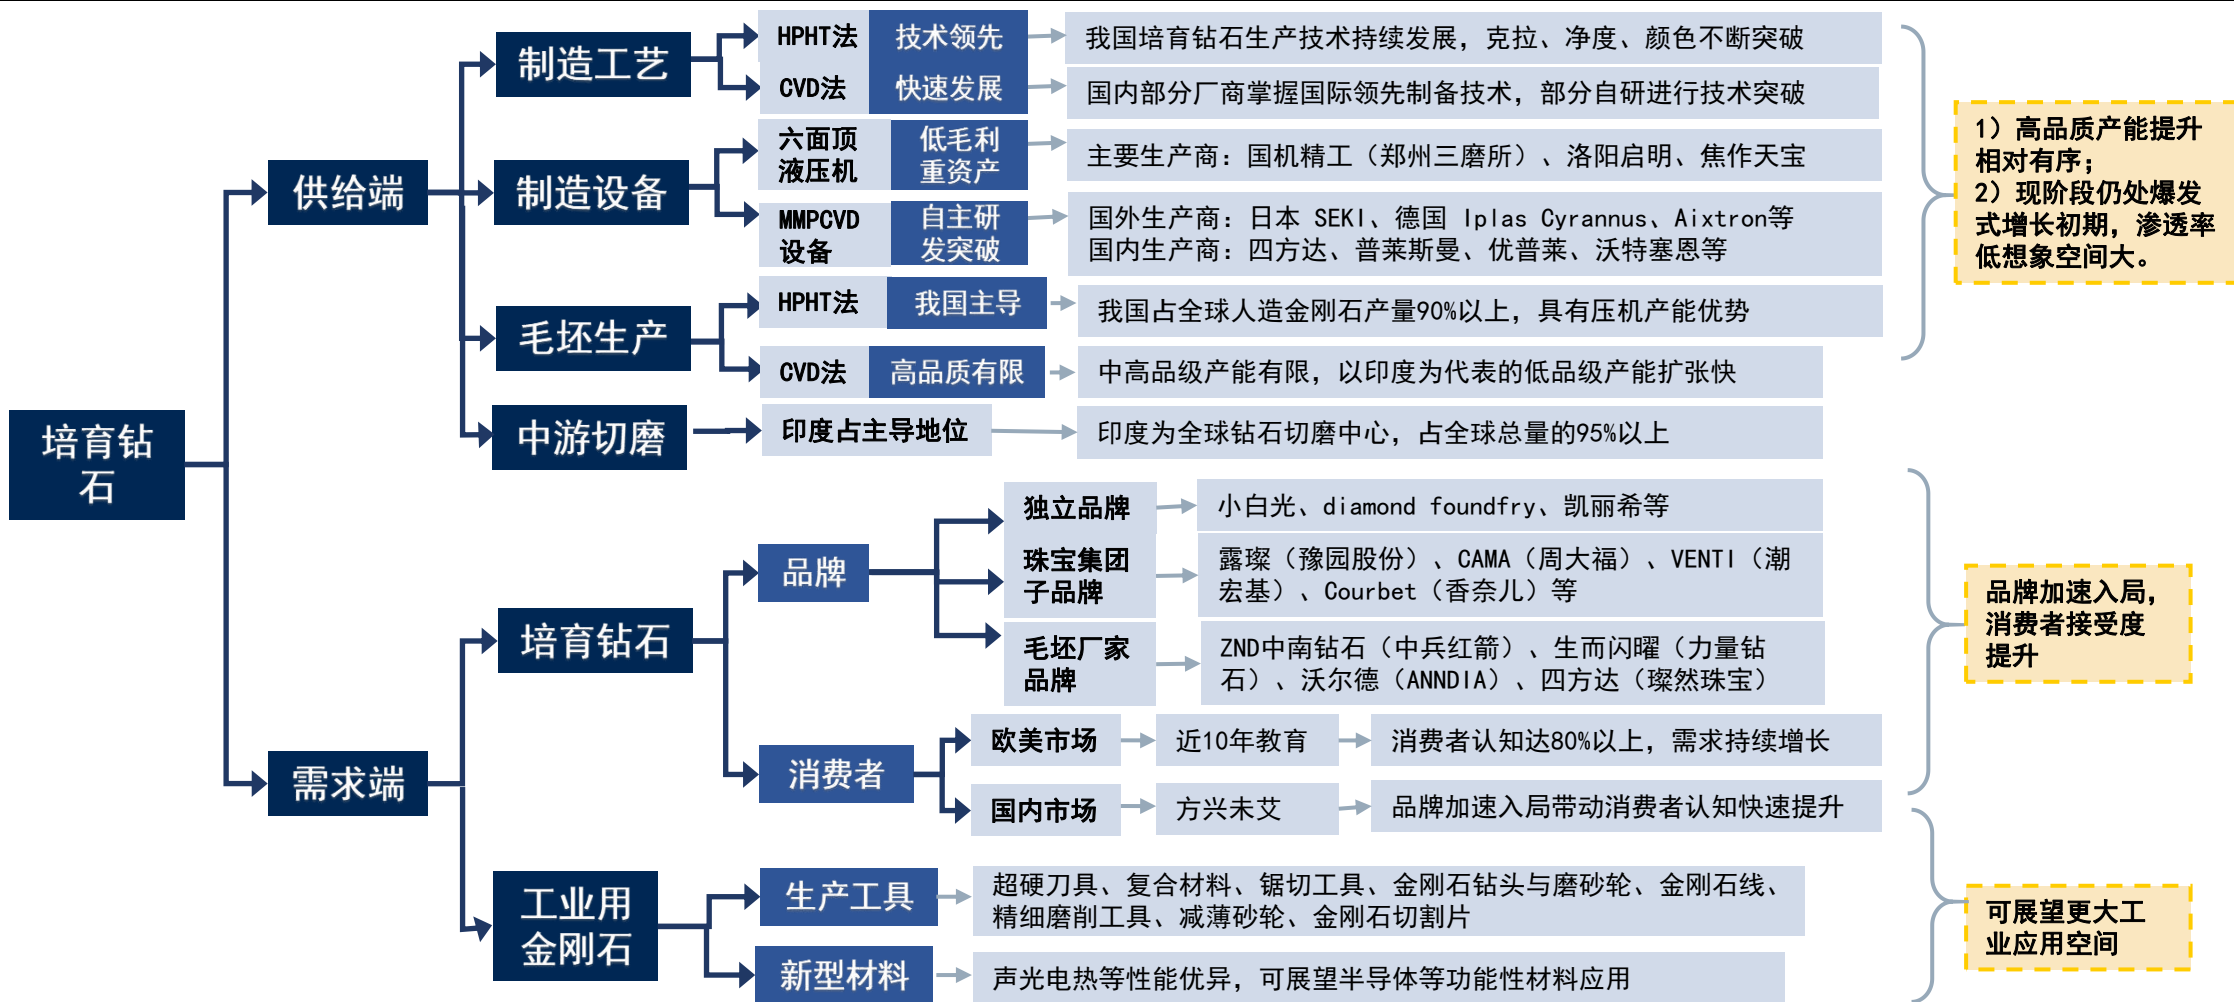 培育钻
石
供给端
制造工艺
HPHT法
技术领先
我国培育钻石生产技术持续发展，克拉、净度、颜色不断突破
CVD法
快速发展
国内部分厂商掌握国际领先制备技术，部分自研进行技术突破
制造设备
六面顶
液压机
低毛利
重资产
主要生产商：国机精工（郑州三磨所）、洛阳启明、焦作天宝
MMPCVD
设备
自主研
发突破
国外生产商：日本 SEKI、德国 Iplas Cyrannus、Aixtron等
国内生产商：四方达、普莱斯曼、优普莱、沃特塞恩等
毛坯生产
HPHT法
我国主导
我国占全球人造金刚石产量90%以上，具有压机产能优势
CVD法
高品质有限
中高品级产能有限，以印度为代表的低品级产能扩张快
中游切磨
印度占主导地位
印度为全球钻石切磨中心，占全球总量的95%以上
1）高品质产能提升
相对有序；
2）现阶段仍处爆发
式增长初期，渗透率
低想象空间大。
需求端
培育钻石
品牌
独立品牌
小白光、diamond foundfry、凯丽希等
珠宝集团
子品牌
露璨（豫园股份）、CAMA（周大福）、VENTI（潮
宏基）、Courbet（香奈儿）等
毛坯厂家
品牌
ZND中南钻石（中兵红箭）、生而闪曜（力量钻
石）、沃尔德（ANNDIA）、四方达（璨然珠宝）
消费者
欧美市场
近10年教育
消费者认知达80%以上，需求持续增长
国内市场
方兴未艾
品牌加速入局带动消费者认知快速提升
品牌加速入局，
消费者接受度
提升
工业用
金刚石
生产工具
超硬刀具、复合材料、锯切工具、金刚石钻头与磨砂轮、金刚石线、
精细磨削工具、减薄砂轮、金刚石切割片
新型材料
声光电热等性能优异，可展望半导体等功能性材料应用
可展望更大工
业应用空间